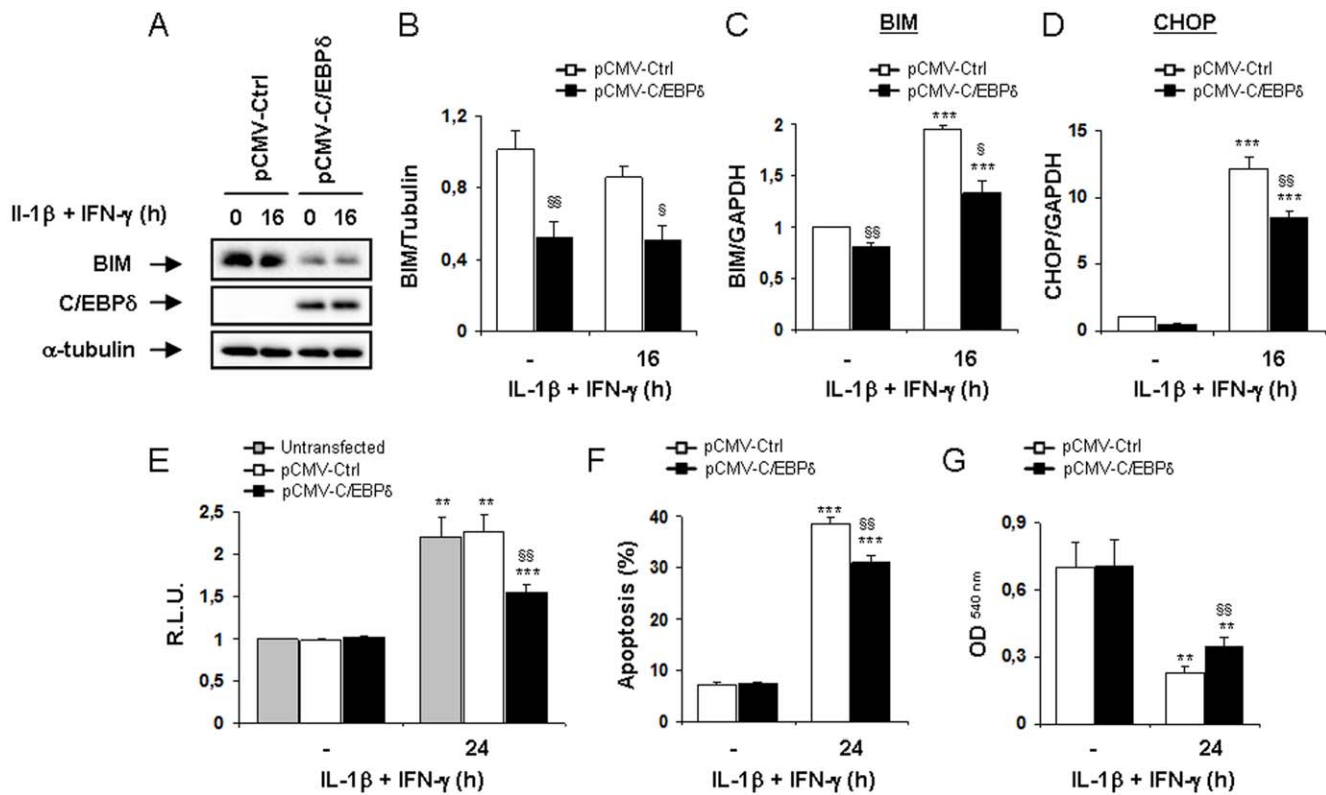 A
pCMV-Ctrl
pCMV-C/EBPδ
Il-1β + IFN-γ (h)
0 16 0 16
BIM
C/EBPδ
α-tubulin
B
pCMV-Ctrl
pCMV-C/EBPδ
BIM/Tubulin
1,2
0,8
0,4
0
§§
§
- 16
IL-1β + IFN-γ (h)
C
BIM
pCMV-Ctrl
pCMV-C/EBPδ
BIM/GAPDH
2
1,5
1
0,5
0
§§
***
§
***
- 16
IL-1β + IFN-γ (h)
D
CHOP
pCMV-Ctrl
pCMV-C/EBPδ
CHOP/GAPDH
15
10
5
0
***
§§
***
- 16
IL-1β + IFN-γ (h)
E
Untransfected
pCMV-Ctrl
pCMV-C/EBPδ
R.L.U.
2,5
2
1,5
1
0,5
0
** **
§§
***
- 24
IL-1β + IFN-γ (h)
F
pCMV-Ctrl
pCMV-C/EBPδ
Apoptosis (%)
40
30
20
10
0
***
§§
***
- 24
IL-1β + IFN-γ (h)
G
pCMV-Ctrl
pCMV-C/EBPδ
OD 540 nm
0,9
0,6
0,3
0
**
§§
**
- 24
IL-1β + IFN-γ (h)